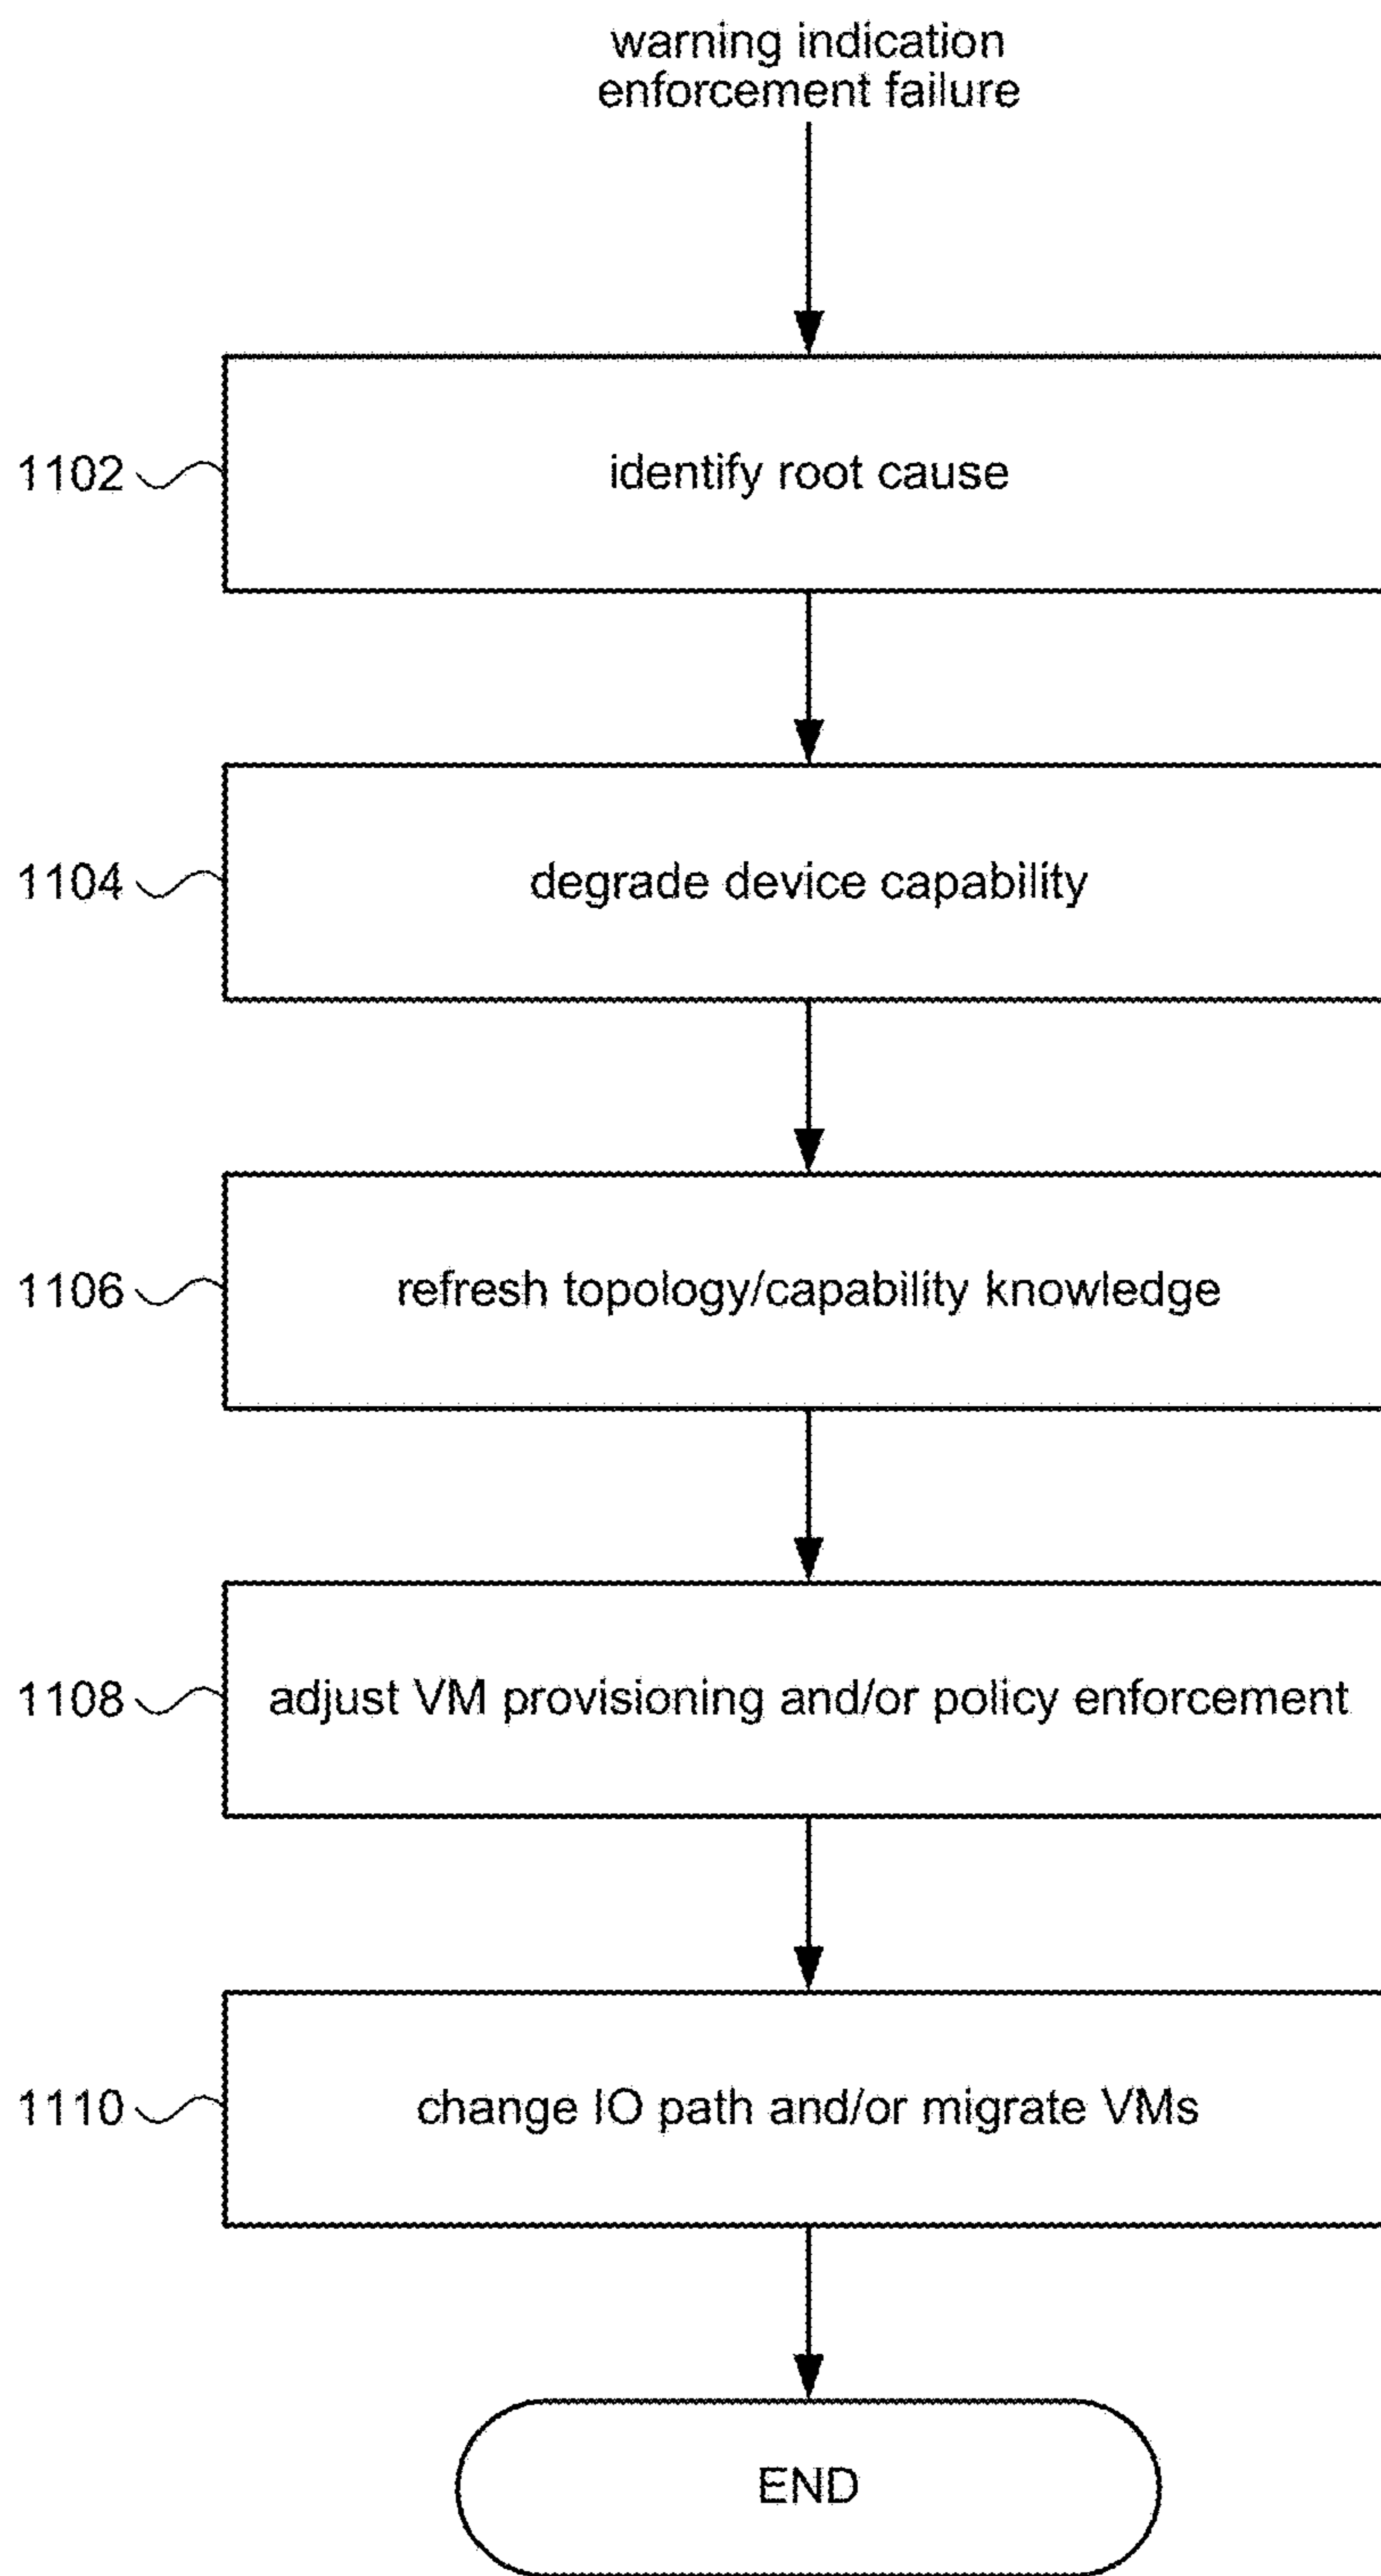 warning indication
enforcement failure
1102
identify root cause
1104
degrade device capability
1106
refresh topology/capability knowledge
1108
adjust VM provisioning and/or policy enforcement
1110
change IO path and/or migrate VMs
END